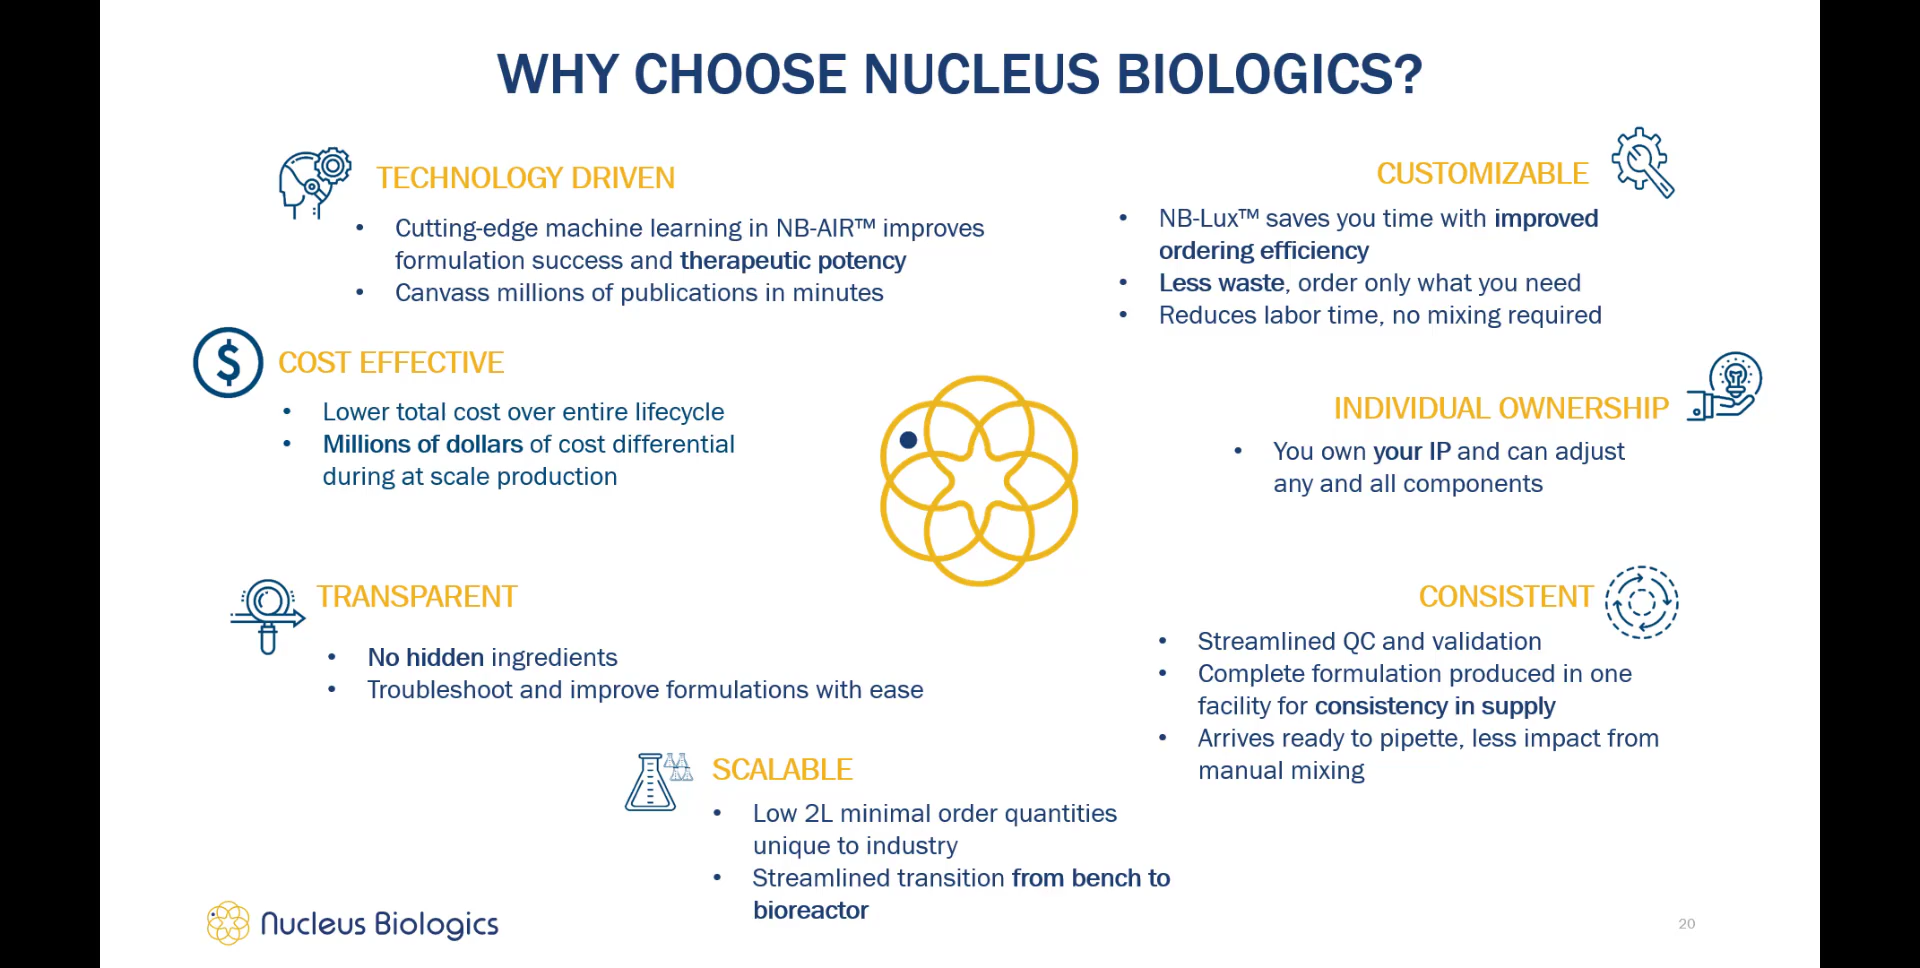 WHY CHOOSE NUCLEUS BIOLOGICS?
TECHNOLOGY DRIVEN
• Cutting-edge machine learning in NB-AIR™ improves
formulation success and therapeutic potency
• Canvass millions of publications in minutes
COST EFFECTIVE
• Lower total cost over entire lifecycle
• Millions of dollars of cost differential
during at scale production
TRANSPARENT
• No hidden ingredients
• Troubleshoot and improve formulations with ease
SCALABLE
• Low 2L minimal order quantities
unique to industry
• Streamlined transition from bench to
bioreactor
CUSTOMIZABLE
• NB-Lux™ saves you time with improved
ordering efficiency
• Less waste, order only what you need
• Reduces labor time, no mixing required
INDIVIDUAL OWNERSHIP
• You own your IP and can adjust
any and all components
CONSISTENT
• Streamlined QC and validation
• Complete formulation produced in one
facility for consistency in supply
• Arrives ready to pipette, less impact from
manual mixing
Nucleus Biologics
20